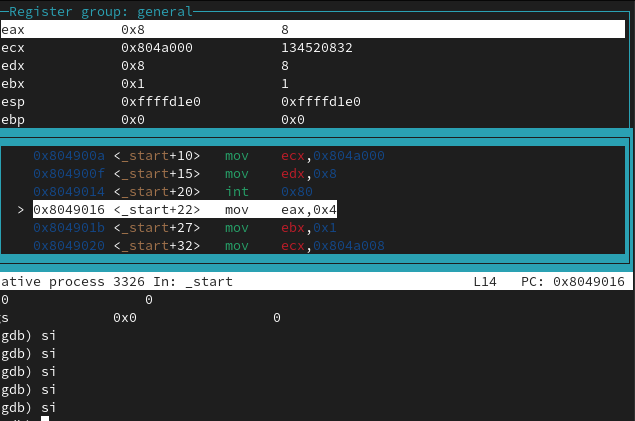 Register group: general
eax 0x8 8
ecx 0x804a000 134520832
edx 0x8 8
ebx 0x1 1
esp 0xffffd1e0 0xffffd1e0
ebp 0x0 0x0
0x804900a <_start+10> mov ecx,0x804a000
0x804900f <_start+15> mov edx,0x8
0x8049014 <_start+20> int 0x80
> 0x8049016 <_start+22> mov eax,0x4
0x804901b <_start+27> mov ebx,0x1
0x8049020 <_start+32> mov ecx,0x804a008
ative process 3326 In: _start L14 PC: 0x8049016
0 0
s 0x0 0
gdb) si
gdb) si
gdb) si
gdb) si
gdb) si